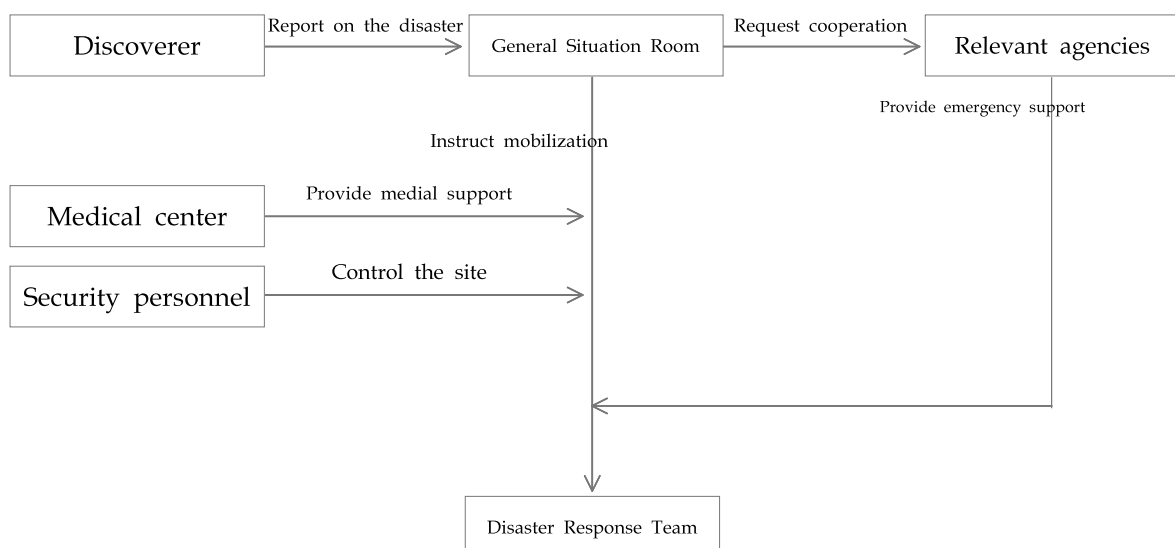 Discoverer
Report on the disaster
General Situation Room
Request cooperation
Relevant agencies
Provide emergency support
Instruct mobilization
Medical center
Provide medial support
Security personnel
Control the site
Disaster Response Team